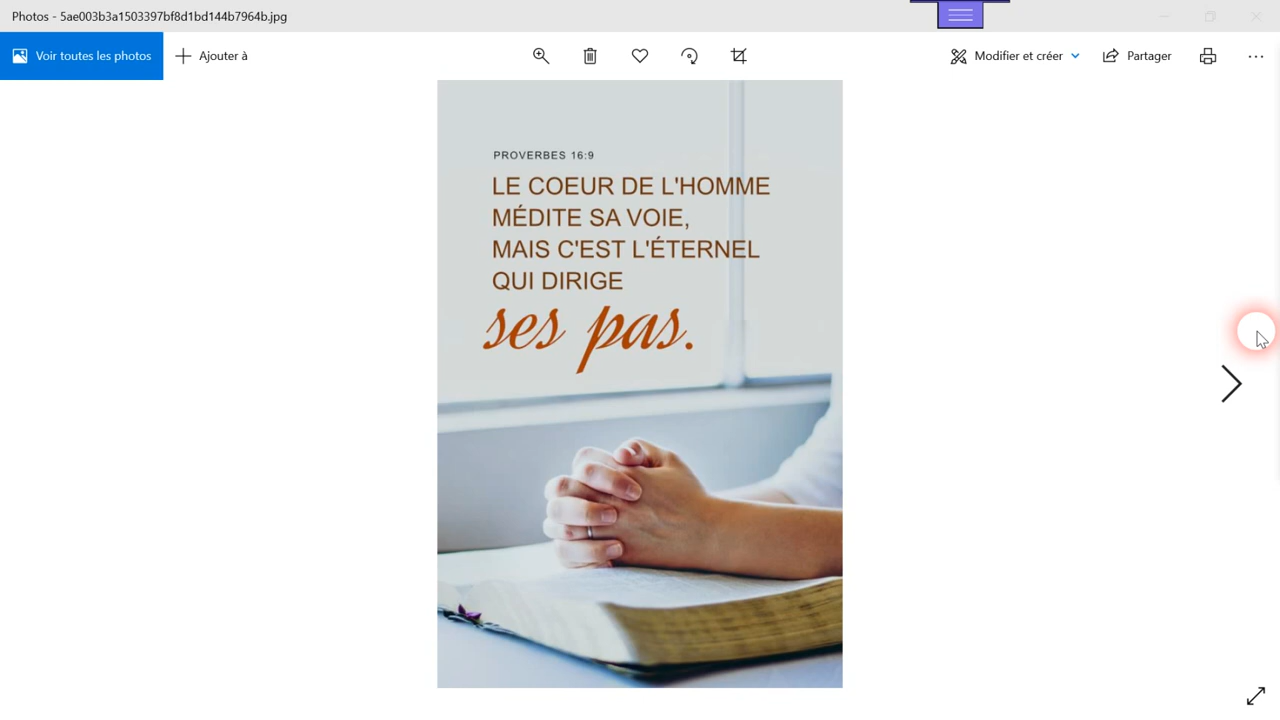 Photos - 5ae003b3a1503397bf8d1bd144b7964b.jpg
Voir toutes les photos
Ajouter à
Modifier et créer
Partager
PROVERBES 16:9
LE COEUR DE L'HOMME
MÉDITE SA VOIE,
MAIS C'EST L'ÉTERNEL
QUI DIRIGE
ses pas.